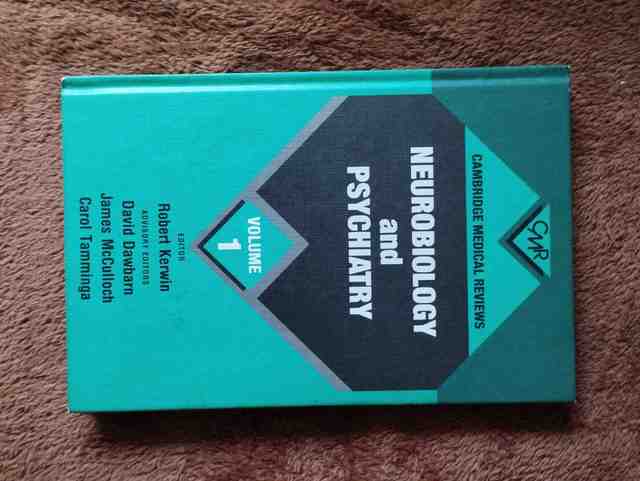 CMR
CAMBRIDGE MEDICAL REVIEWS
NEUROBIOLOGY
and
PSYCHIATRY
VOLUME
1
EDITOR
Robert Kerwin
ADVISORY EDITORS
David Dawbarn
James McCulloch
Carol Tamminga